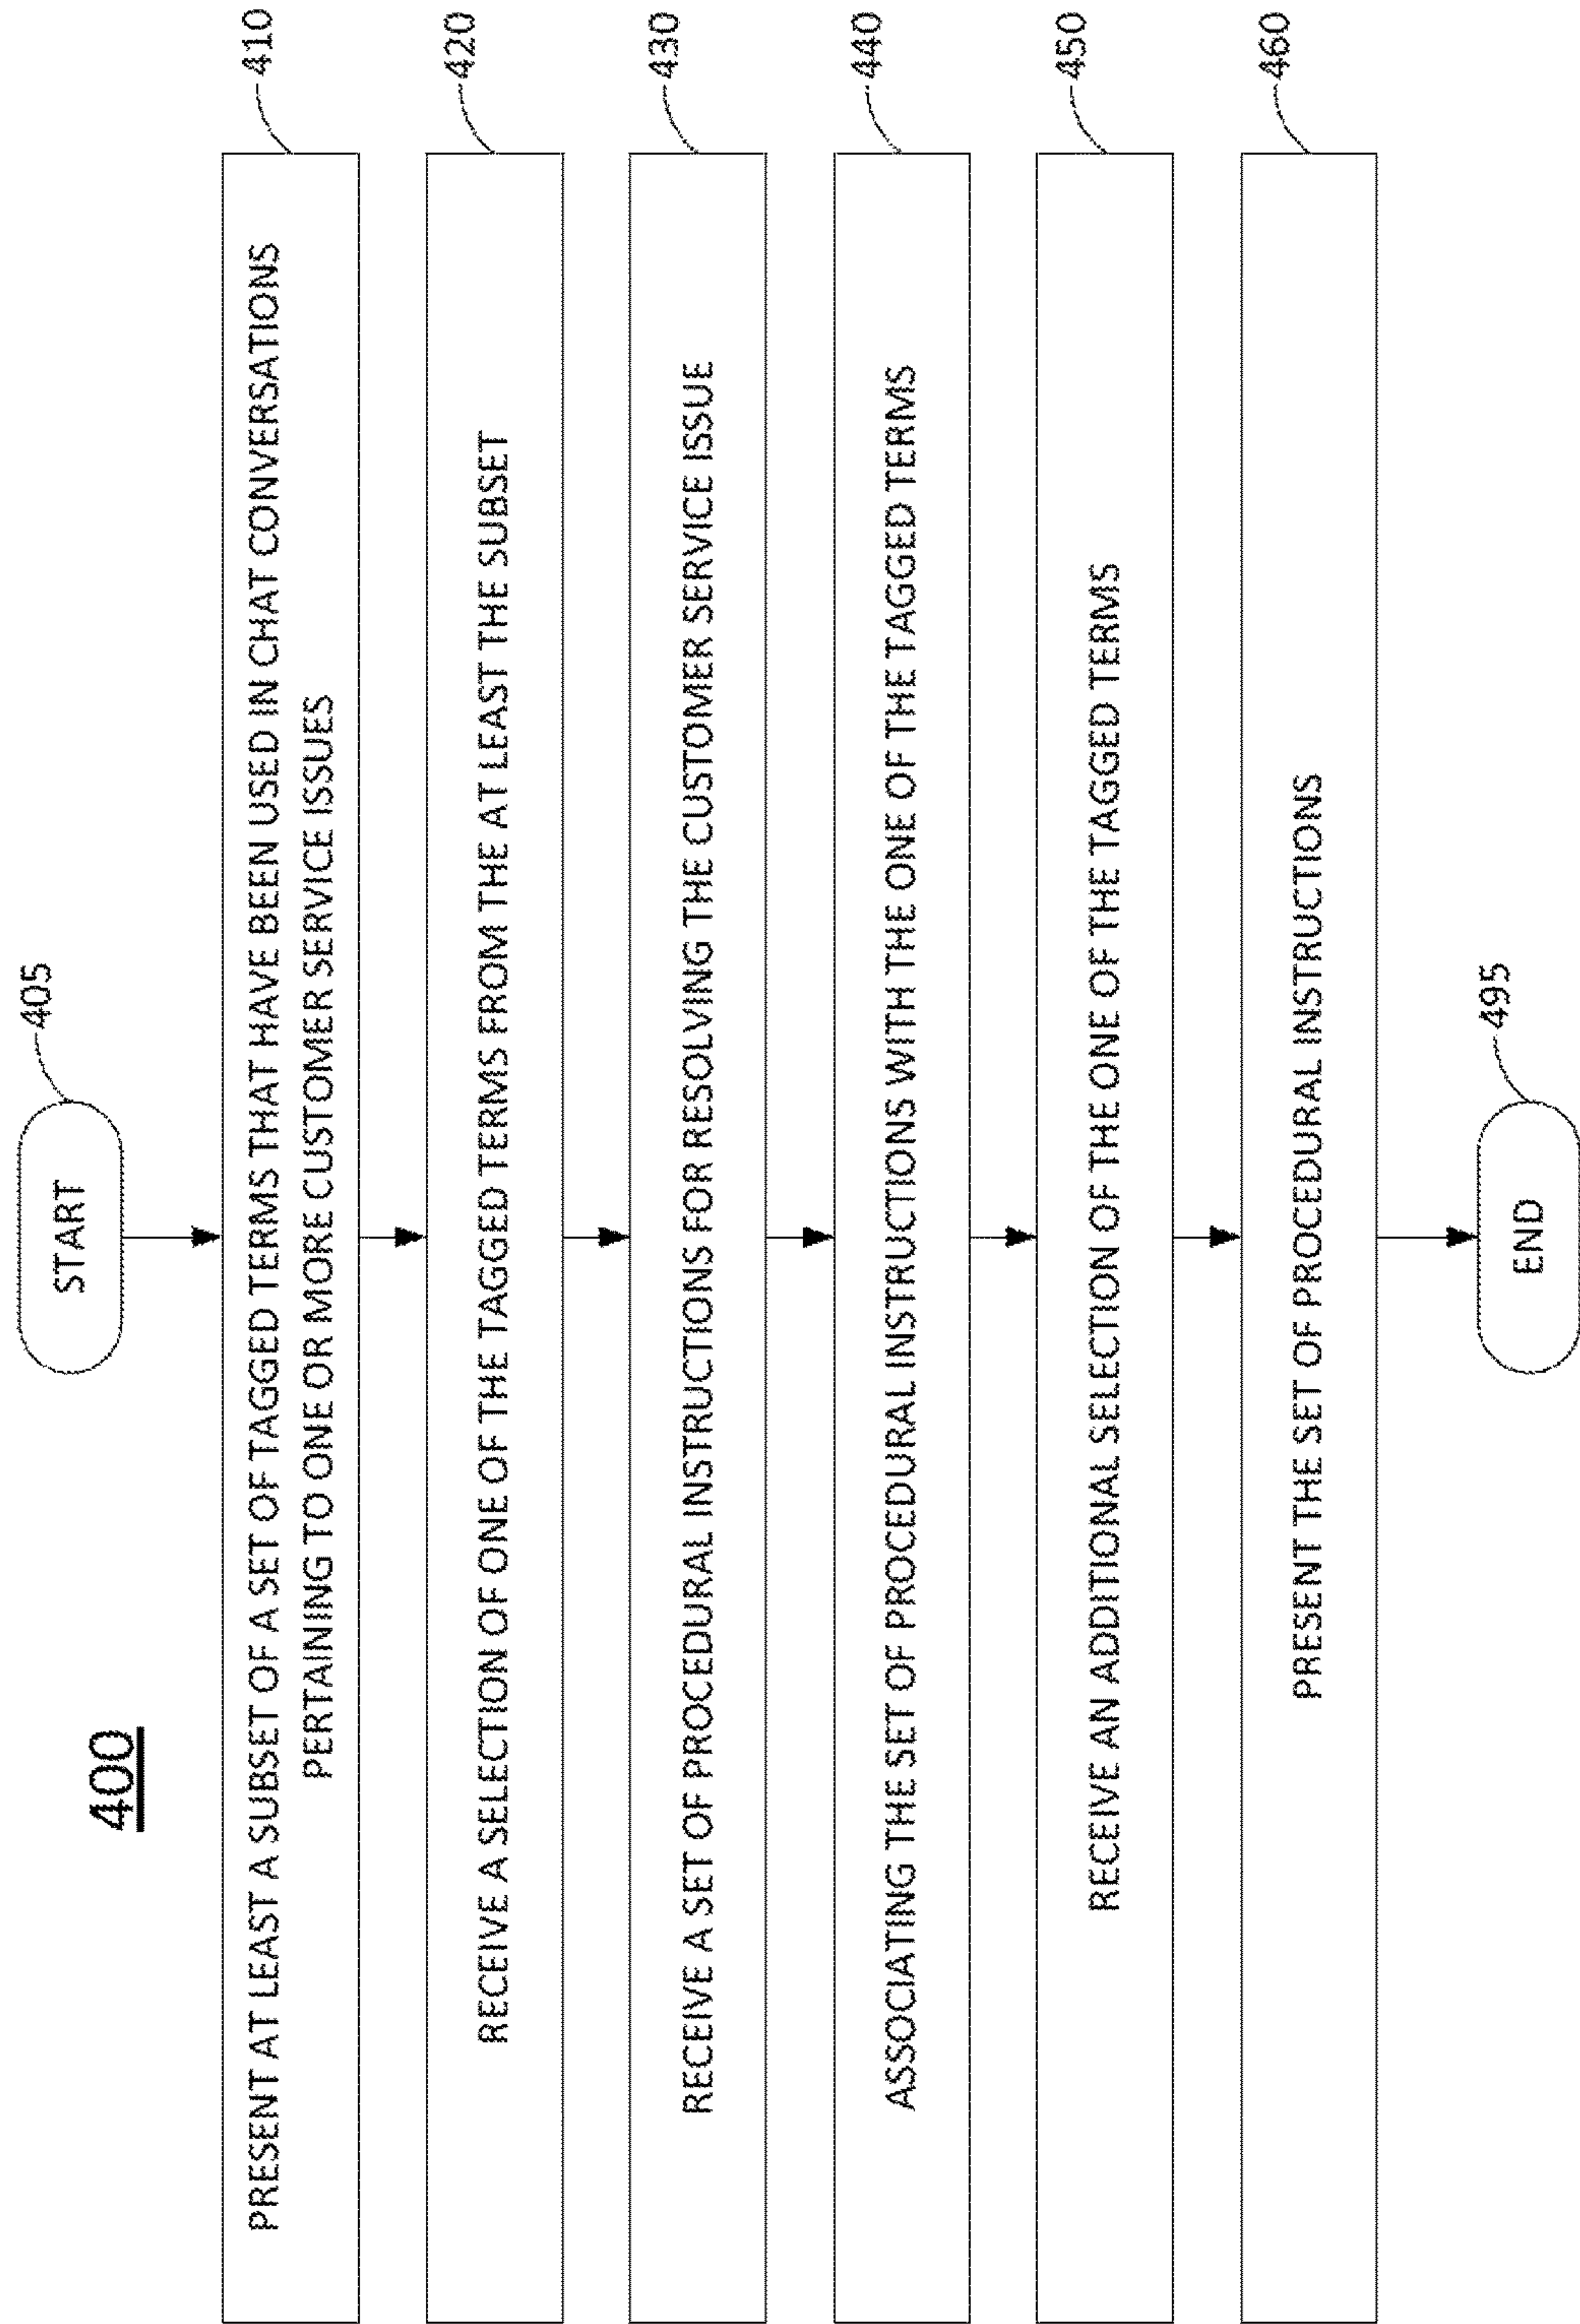 400
START
405
PRESENT AT LEAST A SUBSET OF A SET OF TAGGED TERMS THAT HAVE BEEN USED IN CHAT CONVERSATIONS
PERTAINING TO ONE OR MORE CUSTOMER SERVICE ISSUES
410
RECEIVE A SELECTION OF ONE OF THE TAGGED TERMS FROM THE AT LEAST THE SUBSET
420
RECEIVE A SET OF PROCEDURAL INSTRUCTIONS FOR RESOLVING THE CUSTOMER SERVICE ISSUE
430
ASSOCIATING THE SET OF PROCEDURAL INSTRUCTIONS WITH THE ONE OF THE TAGGED TERMS
440
RECEIVE AN ADDITIONAL SELECTION OF THE ONE OF THE TAGGED TERMS
450
PRESENT THE SET OF PROCEDURAL INSTRUCTIONS
460
END
495